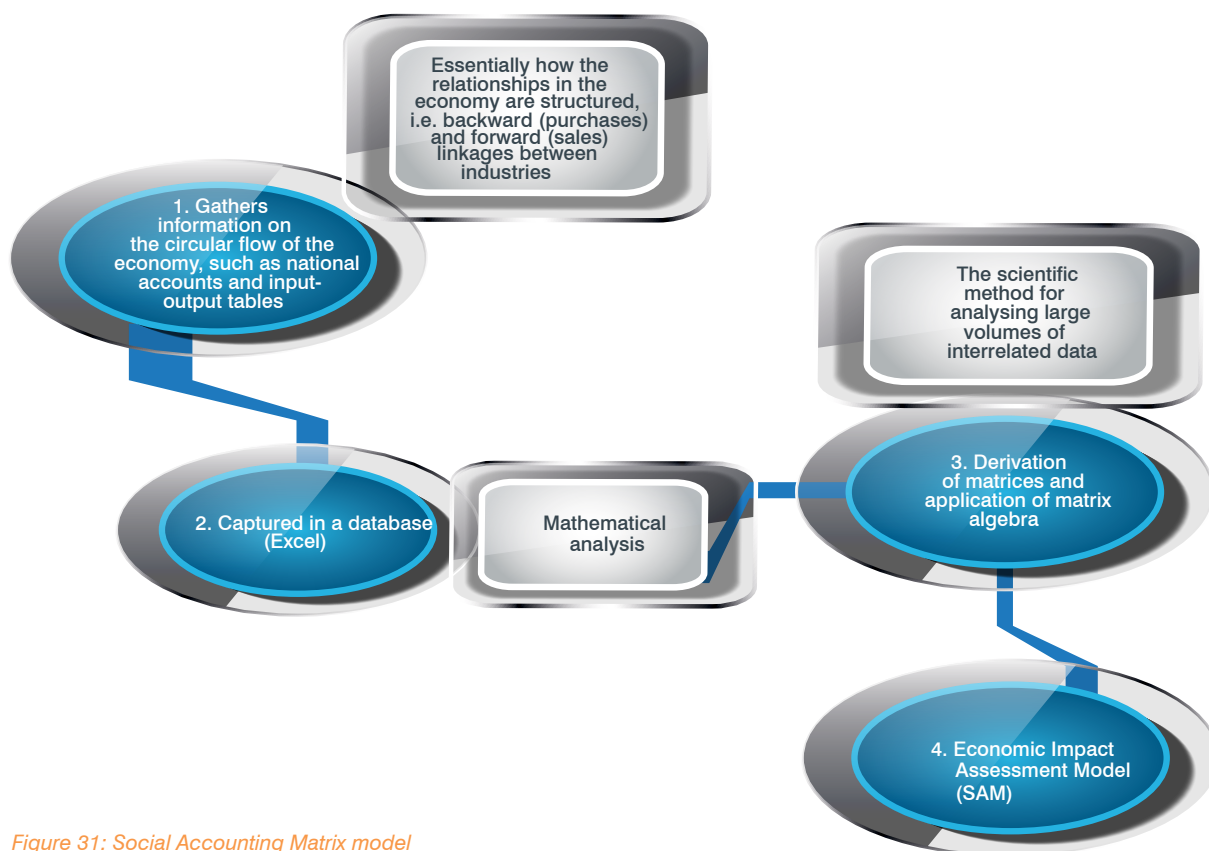 Essentially how the
relationships in the
economy are structured,
i.e. backward (purchases)
and forward (sales)
linkages between
industries
1. Gathers
information on
the circular flow of the
economy, such as national
accounts and input-
output tables
The scientific
method for
analysing large
volumes of
interrelated data
2. Captured in a database
(Excel)
Mathematical
analysis
3. Derivation
of matrices and
application of matrix
algebra
4. Economic Impact
Assessment Model
(SAM)
Figure 31: Social Accounting Matrix model